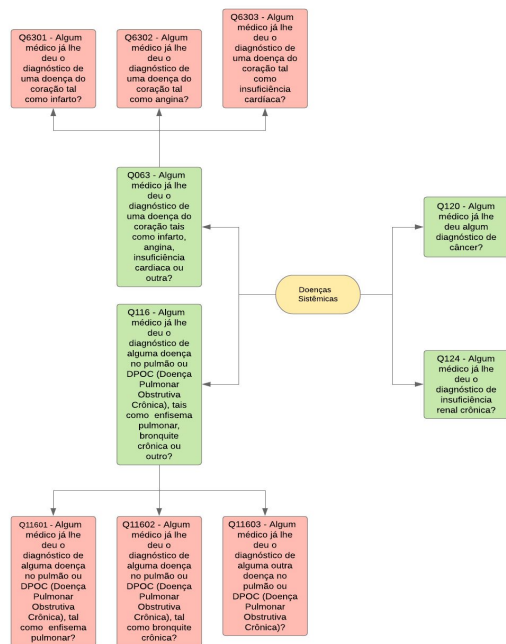 Q6301 - Algum
médico já lhe
deu o
diagnóstico de
uma doença do
coração tal
como infarto?
Q6302 - Algum
médico já lhe
deu o
diagnóstico de
uma doença do
coração tal
como angina?
Q6303 - Algum
médico já lhe
deu o
diagnóstico de
uma doença do
coração tal
como
insuficiência
cardíaca?
Q063 - Algum
médico já lhe
deu o
diagnóstico de
uma doença do
coração tais
como infarto,
angina,
insuficiência
cardiaca ou
outra?
Q120 - Algum
médico já lhe
deu algum
diagnóstico de
câncer?
Doenças
Sistêmicas
Q116 - Algum
médico já lhe
deu o
diagnóstico de
alguma doença
no pulmão ou
DPOC (Doença
Pulmonar
Obstrutiva
Crônica), tais
como enfisema
pulmonar,
bronquite
crônica ou
outro?
Q124 - Algum
médico já lhe
deu o
diagnóstico de
insuficiência
renal crônica?
Q11601 - Algum
médico já lhe
deu o
diagnóstico de
alguma doença
no pulmão ou
DPOC (Doença
Pulmonar
Obstrutiva
Crônica), tal
como enfisema
pulmonar?
Q11602 - Algum
médico já lhe
deu o
diagnóstico de
alguma doença
no pulmão ou
DPOC (Doença
Pulmonar
Obstrutiva
Crônica), tal
como bronquite
crônica?
Q11603 - Algum
médico já lhe
deu o
diagnóstico de
alguma outra
doença no
pulmão ou
DPOC (Doença
Pulmonar
Obstrutiva
Crônica)?